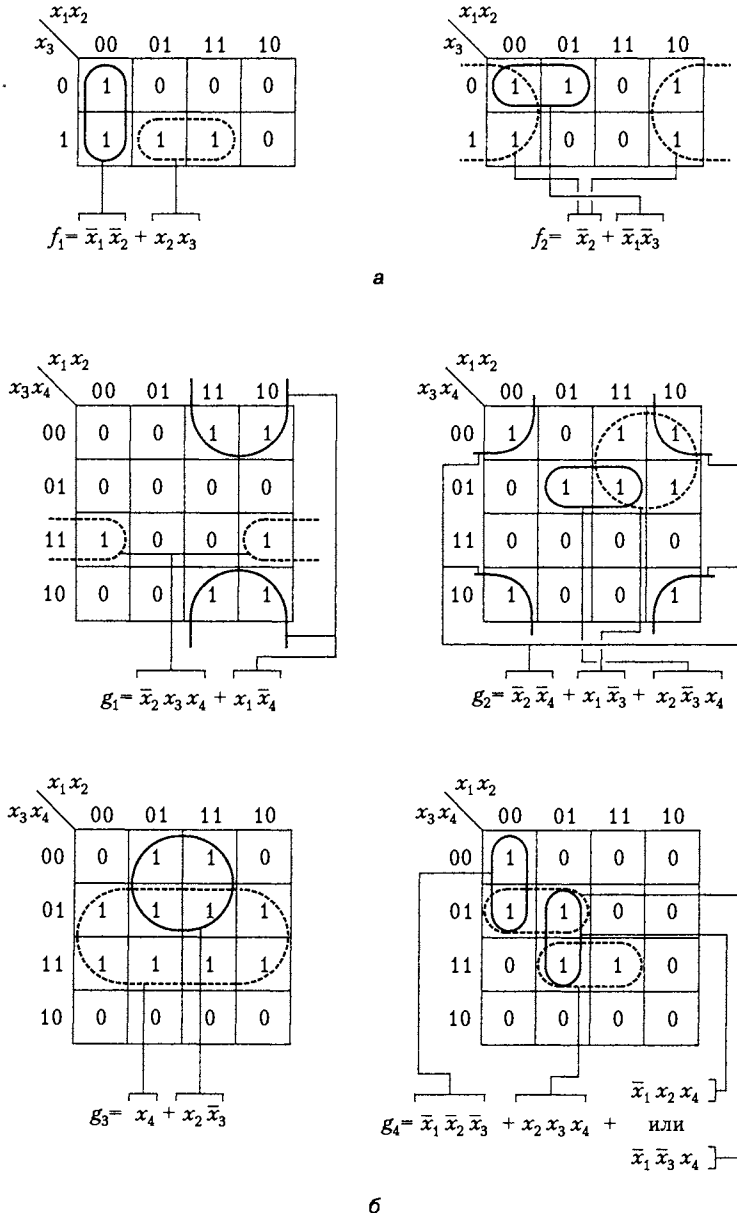 x₁x₂ x₁x₂
x₃ 00 01 11 10 x₃ 00 01 11 10
0 1 0 0 0 0 1 1 0 1
1 1 1 1 0 1 1 0 0 1
f₁= x̄₁ x̄₂ + x₂ x₃ f₂= x̄₂ + x̄₁x̄₃
а
x₁x₂ x₁x₂
x₃x₄ 00 01 11 10 x₃x₄ 00 01 11 10
00 0 0 1 1 00 1 0 1 1
01 0 0 0 0 01 0 1 1 1
11 1 0 0 1 11 0 0 0 0
10 0 0 1 1 10 1 0 0 1
g₁= x̄₂ x₃ x₄ + x₁ x̄₄ g₂= x̄₂ x̄₄ + x₁ x̄₃ + x₂ x̄₃ x₄
x₁x₂ x₁x₂
x₃x₄ 00 01 11 10 x₃x₄ 00 01 11 10
00 0 1 1 0 00 1 0 0 0
01 1 1 1 1 01 1 1 0 0
11 1 1 1 1 11 0 1 1 0
10 0 0 0 0 10 0 0 0 0
x̄₁ x₂ x₄
g₃= x₄ + x₂ x̄₃ g₄= x̄₁ x̄₂ x̄₃ + x₂ x₃ x₄ + или
x̄₁ x̄₃ x₄
б